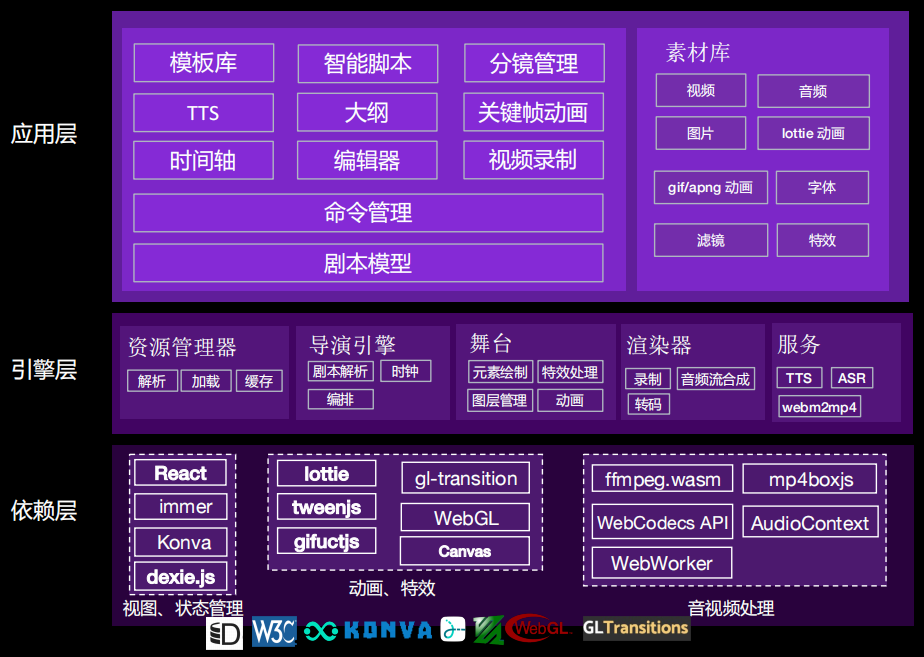 应用层
模板库
智能脚本
分镜管理
TTS
大纲
关键帧动画
时间轴
编辑器
视频录制
命令管理
剧本模型
素材库
视频
音频
图片
lottie 动画
gif/apng 动画
字体
滤镜
特效
引擎层
资源管理器
解析
加载
缓存
导演引擎
剧本解析
时钟
编排
舞台
元素绘制
特效处理
图层管理
动画
渲染器
录制
音频流合成
转码
服务
TTS
ASR
webm2mp4
依赖层
React
immer
Konva
dexie.js
视图、状态管理
lottie
gl-transition
tweenjs
WebGL
gifuctjs
Canvas
动画、特效
ffmpeg.wasm
mp4boxjs
WebCodecs API
AudioContext
WebWorker
音视频处理
W3C
KONVA
WebGL
GLTransitions